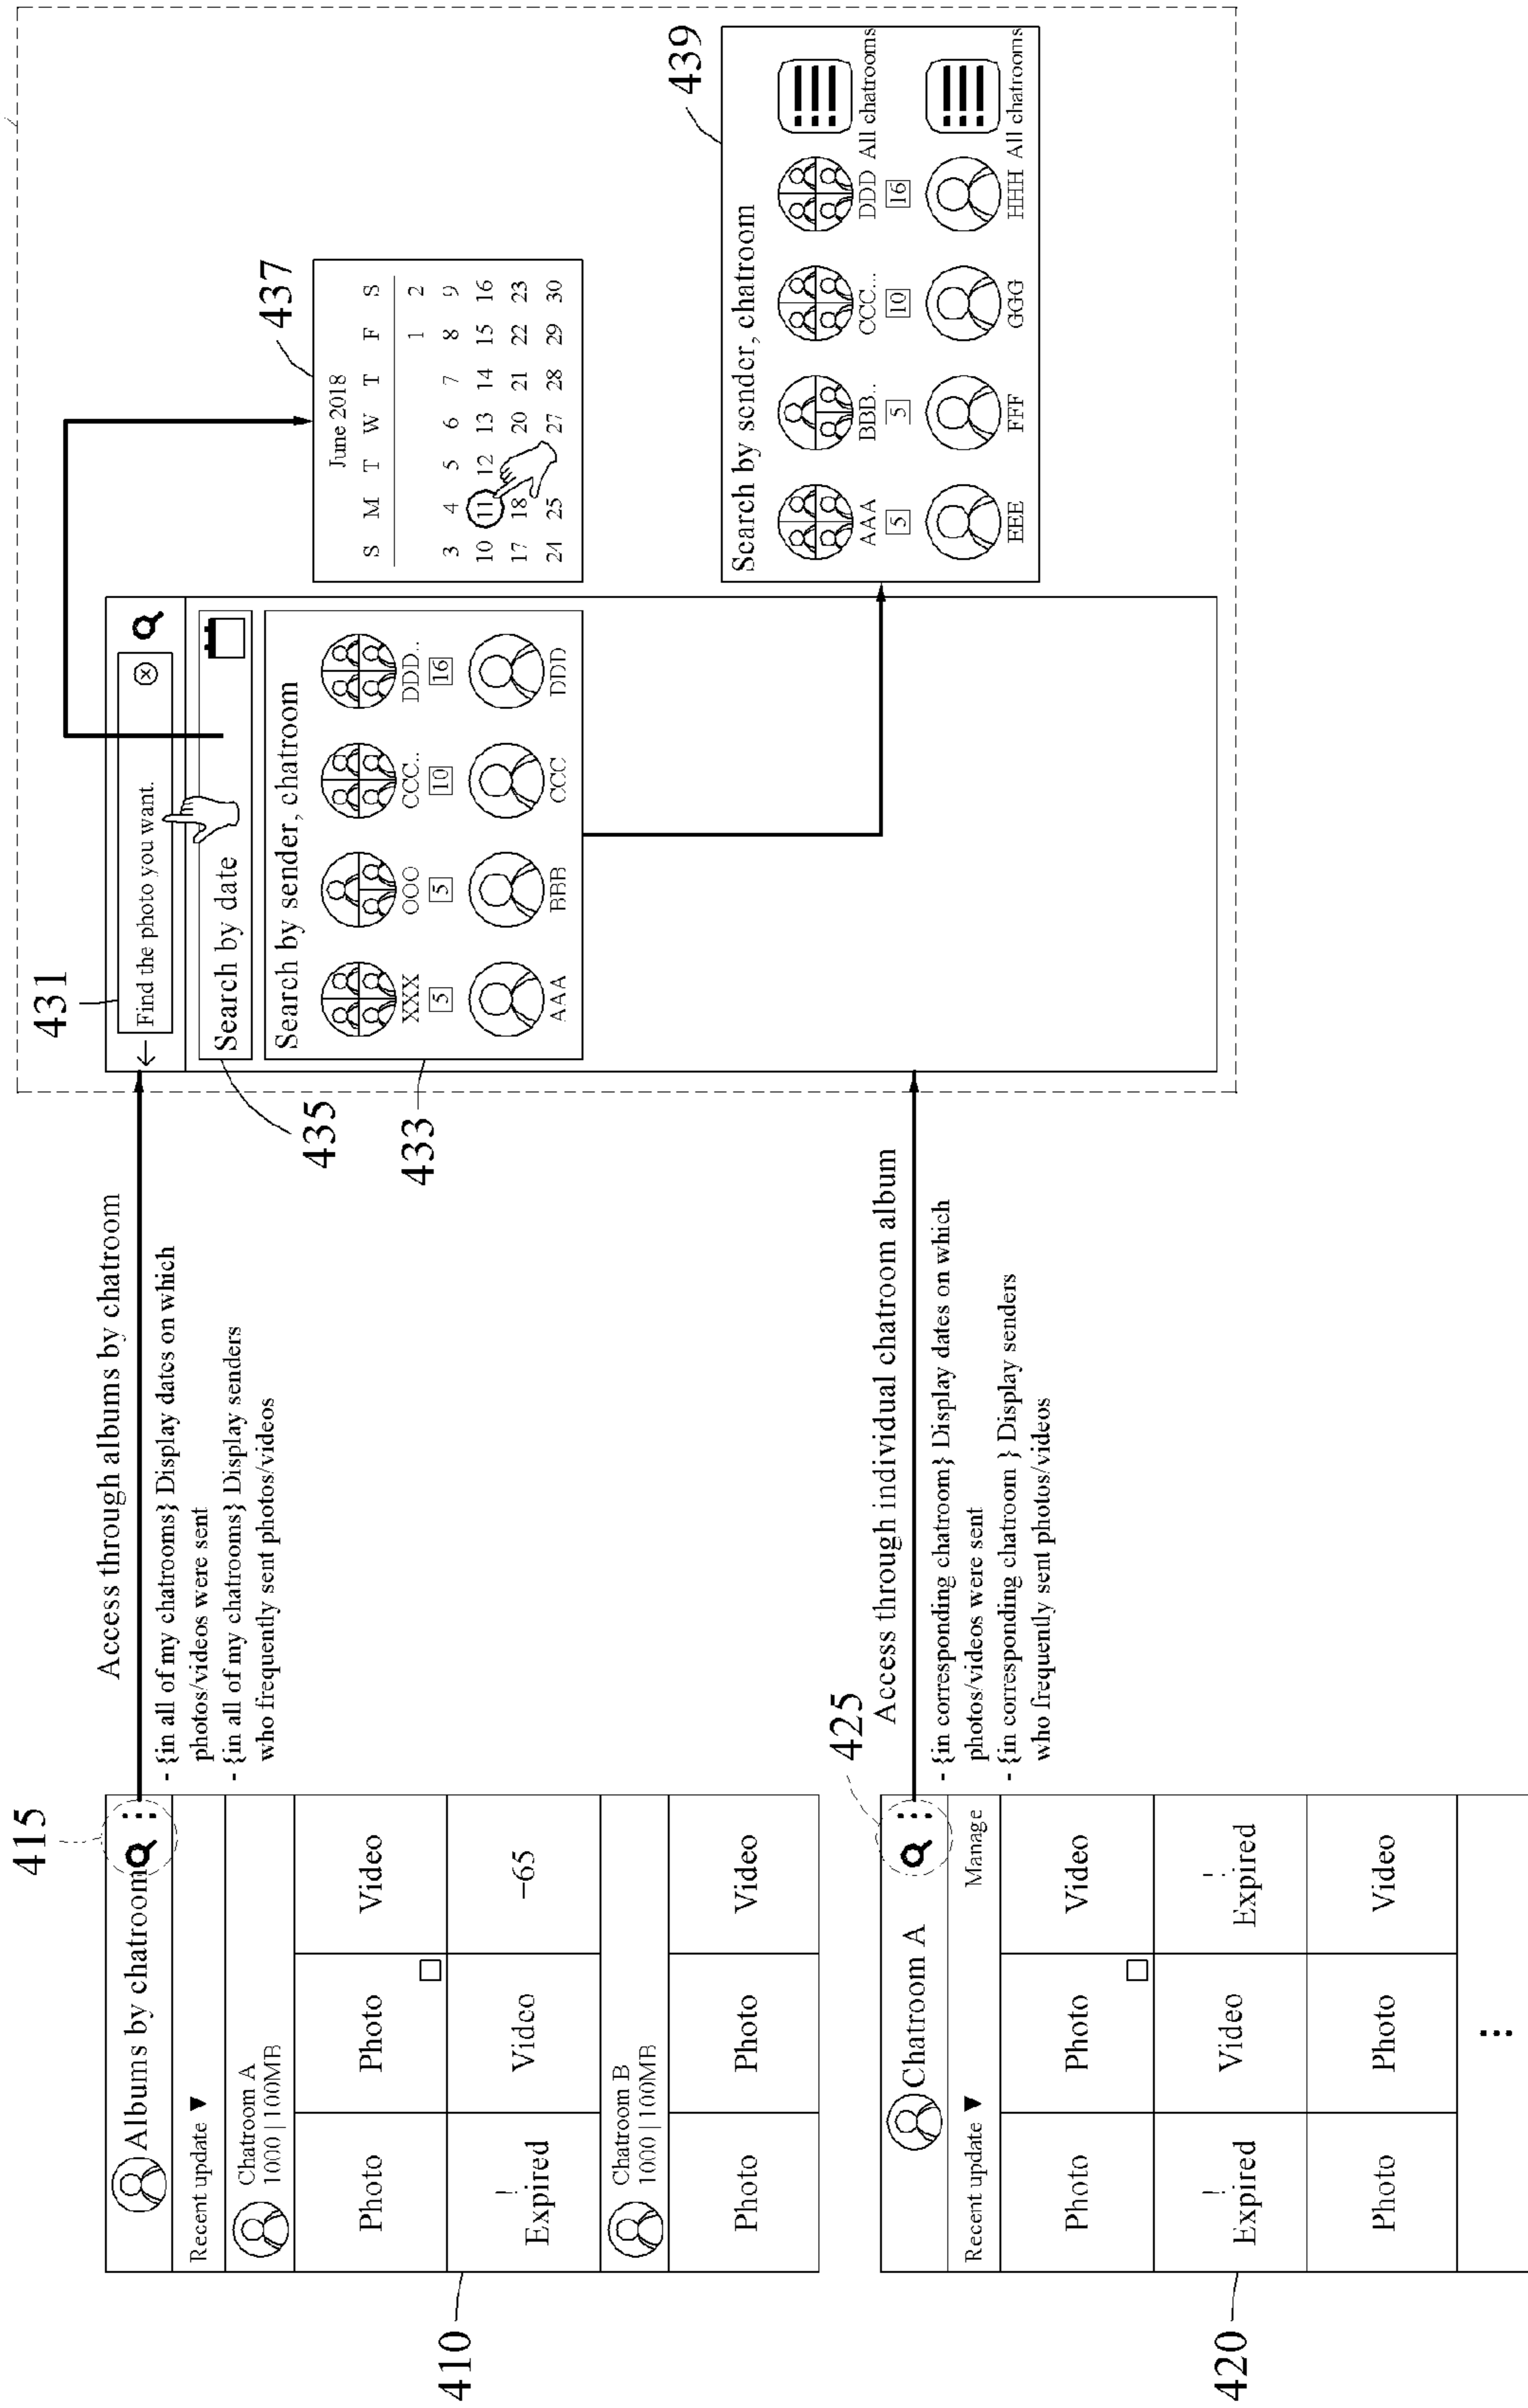 415
Albums by chatroom
Recent update ▼
Chatroom A
1000 | 100MB
Photo Photo Video
! Expired Video −65
Chatroom B
1000 | 100MB
Photo Photo Video
410
Access through albums by chatroom
- {in all of my chatrooms} Display dates on which
photos/videos were sent
- {in all of my chatrooms} Display senders
who frequently sent photos/videos
425
Chatroom A
Recent update ▼ Manage
Photo Photo Video
! Expired Video ! Expired
Photo Photo Video
420
Access through individual chatroom album
- {in corresponding chatroom} Display dates on which
photos/videos were sent
- {in corresponding chatroom } Display senders
who frequently sent photos/videos
431
← Find the photo you want.
435
Search by date
433
Search by sender, chatroom
XXX OOO CCC.. DDD..
5 5 10 16
AAA BBB CCC DDD
437
June 2018
S M T W T F S
1 2
3 4 5 6 7 8 9
10 11 12 13 14 15 16
17 18 20 21 22 23
24 25 27 28 29 30
439
Search by sender, chatroom
AAA BBB.. CCC... DDD All chatrooms
5 5 10 16
EEE FFF GGG HHH All chatrooms